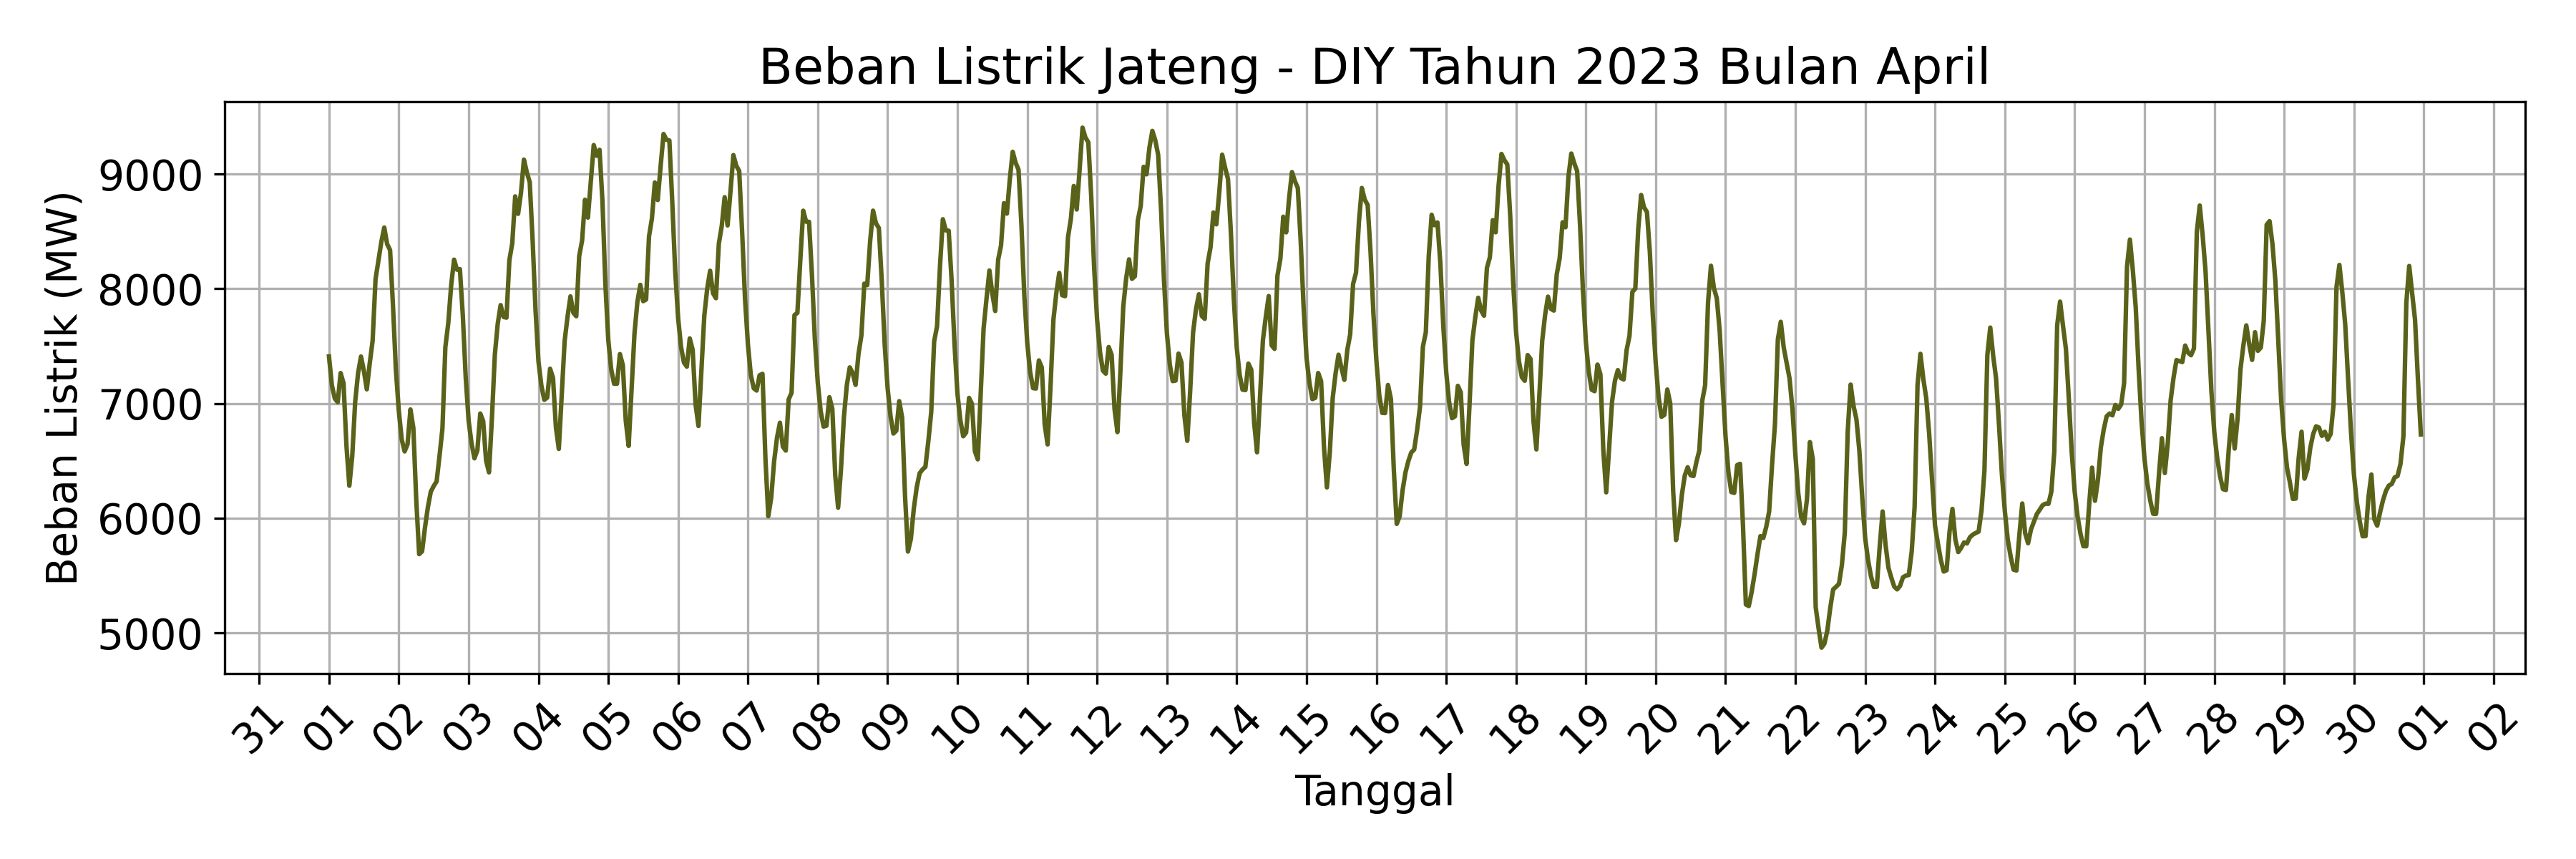 Beban Listrik Jateng - DIY Tahun 2023 Bulan April
Beban Listrik (MW)
9000
8000
7000
6000
5000
31 01 02 03 04 05 06 07 08 09 10 11 12 13 14 15 16 17 18 19 20 21 22 23 24 25 26 27 28 29 30 01 02
Tanggal